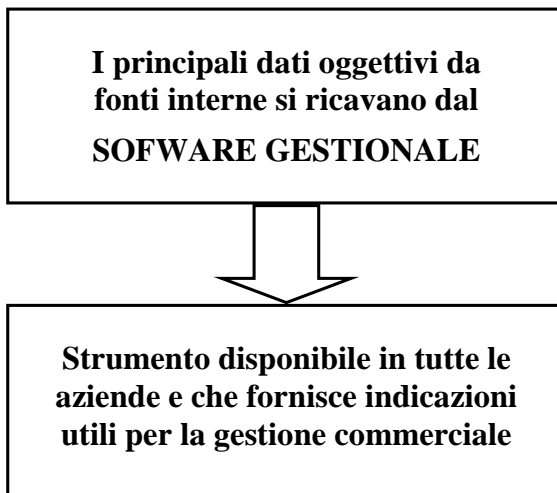 I principali dati oggettivi da
fonti interne si ricavano dal
SOFWARE GESTIONALE
Strumento disponibile in tutte le
aziende e che fornisce indicazioni
utili per la gestione commerciale